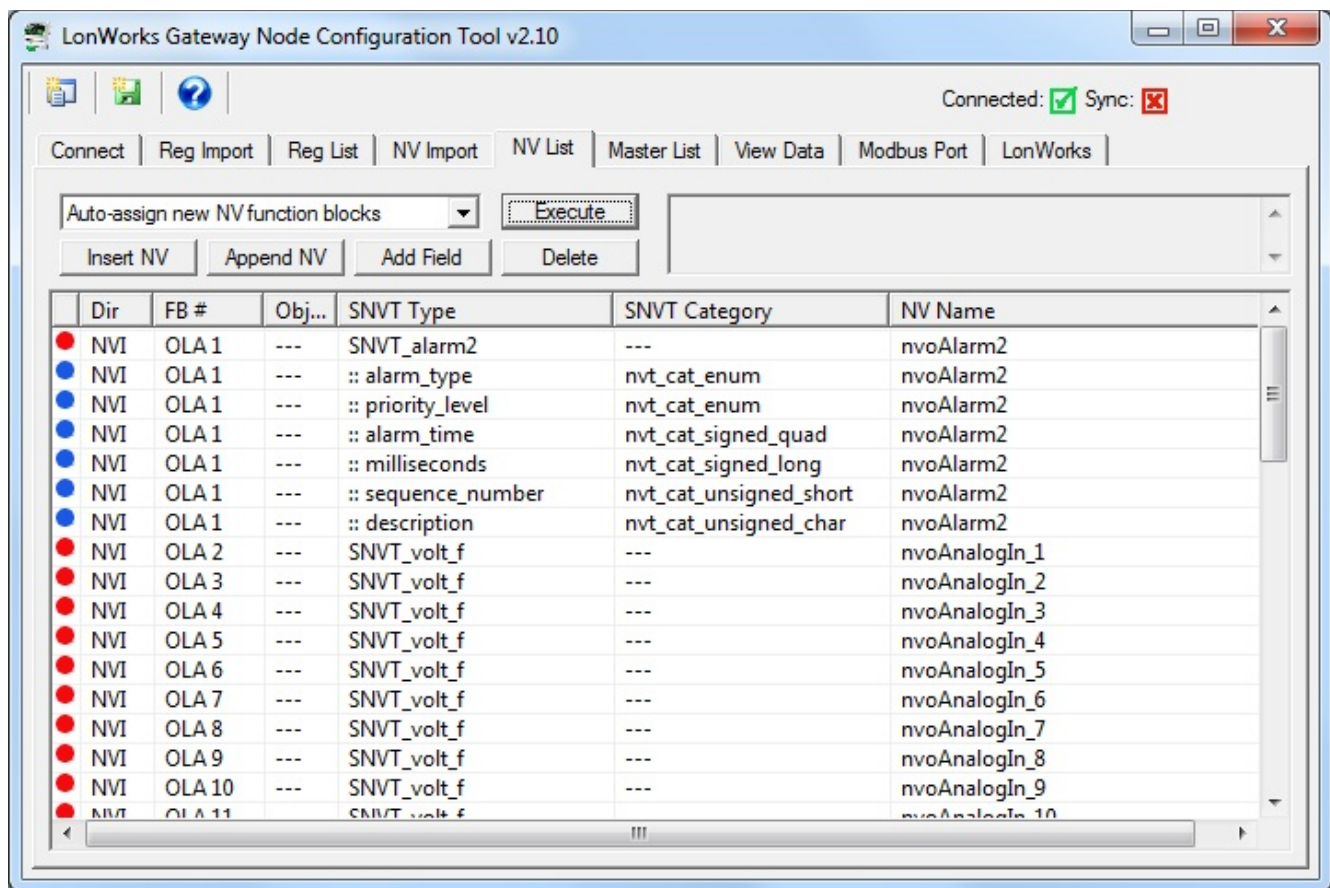 LonWorks Gateway Node Configuration Tool v2.10
Connected: Sync:
Connect Reg Import Reg List NV Import NV List Master List View Data Modbus Port LonWorks
Auto-assign new NV function blocks Execute
Insert NV Append NV Add Field Delete
Dir FB # Obj... SNVT Type SNVT Category NV Name
NVI OLA 1 --- SNVT_alarm2 --- nvoAlarm2
NVI OLA 1 --- :: alarm_type nvt_cat_enum nvoAlarm2
NVI OLA 1 --- :: priority_level nvt_cat_enum nvoAlarm2
NVI OLA 1 --- :: alarm_time nvt_cat_signed_quad nvoAlarm2
NVI OLA 1 --- :: milliseconds nvt_cat_signed_long nvoAlarm2
NVI OLA 1 --- :: sequence_number nvt_cat_unsigned_short nvoAlarm2
NVI OLA 1 --- :: description nvt_cat_unsigned_char nvoAlarm2
NVI OLA 2 --- SNVT_volt_f --- nvoAnalogIn_1
NVI OLA 3 --- SNVT_volt_f --- nvoAnalogIn_2
NVI OLA 4 --- SNVT_volt_f --- nvoAnalogIn_3
NVI OLA 5 --- SNVT_volt_f --- nvoAnalogIn_4
NVI OLA 6 --- SNVT_volt_f --- nvoAnalogIn_5
NVI OLA 7 --- SNVT_volt_f --- nvoAnalogIn_6
NVI OLA 8 --- SNVT_volt_f --- nvoAnalogIn_7
NVI OLA 9 --- SNVT_volt_f --- nvoAnalogIn_8
NVI OLA 10 --- SNVT_volt_f --- nvoAnalogIn_9
NVI OLA 11 SNVT_volt_f nvoAnalogIn_10